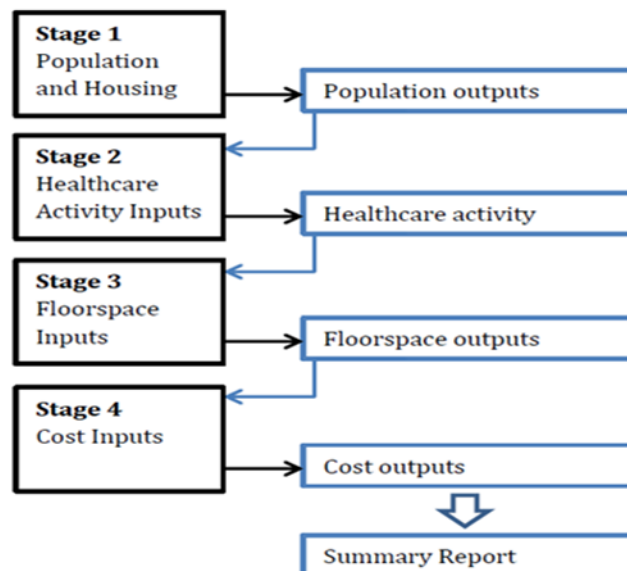 Stage 1
Population
and Housing
Population outputs
Stage 2
Healthcare
Activity Inputs
Healthcare activity
Stage 3
Floorspace
Inputs
Floorspace outputs
Stage 4
Cost Inputs
Cost outputs
Summary Report